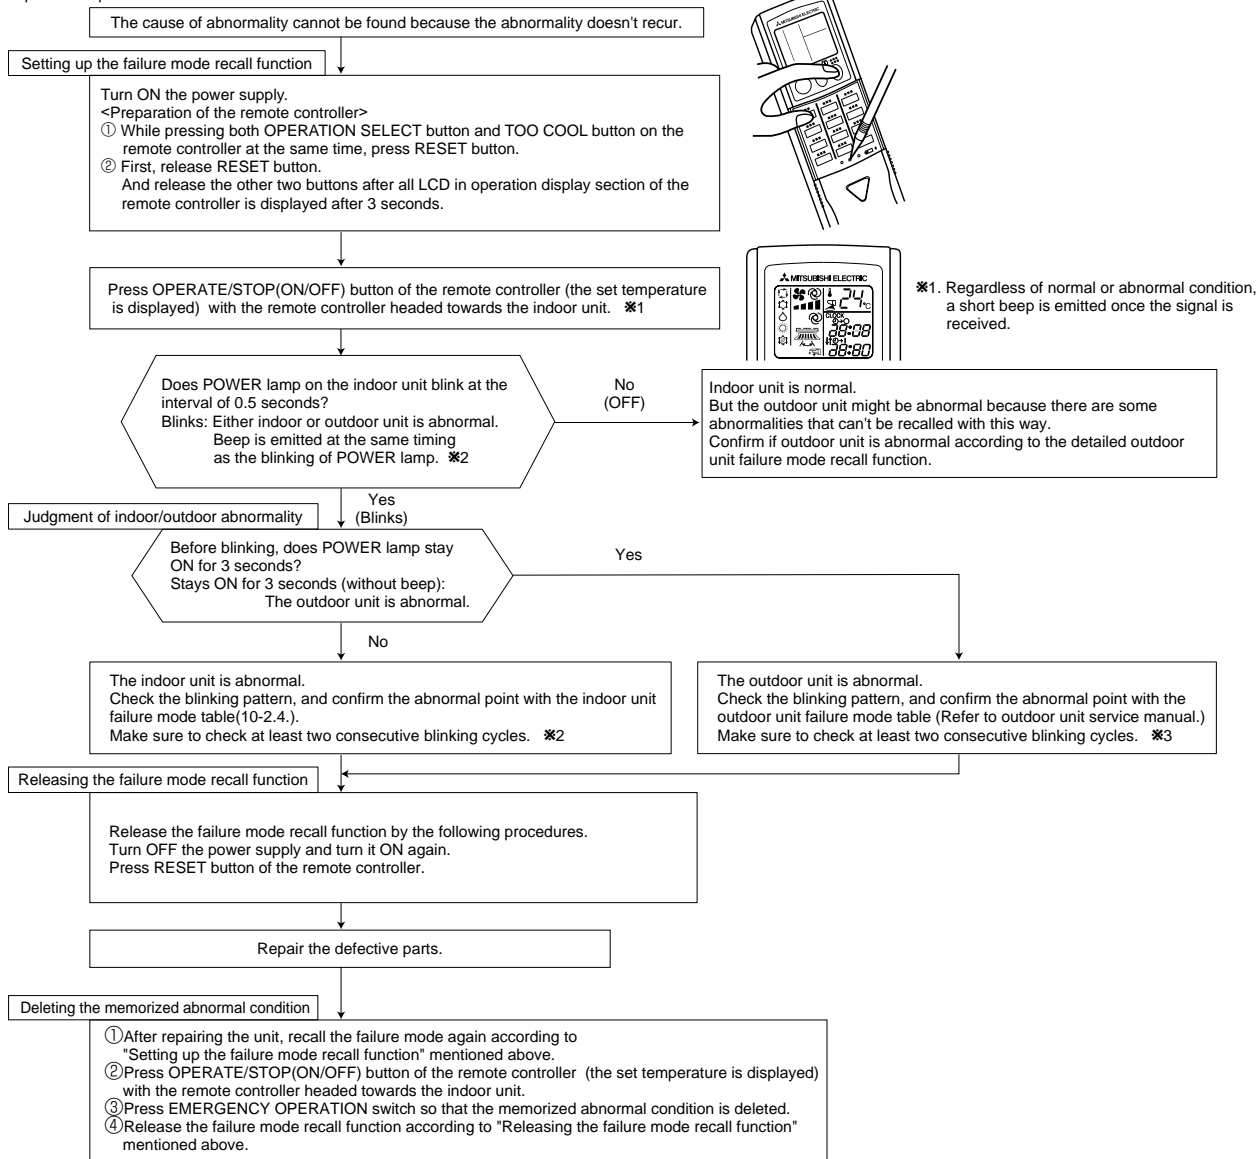 The cause of abnormality cannot be found because the abnormality doesn't recur.
MITSUBISHI ELECTRIC
Setting up the failure mode recall function
Turn ON the power supply.
<Preparation of the remote controller>
① While pressing both OPERATION SELECT button and TOO COOL button on the
remote controller at the same time, press RESET button.
② First, release RESET button.
And release the other two buttons after all LCD in operation display section of the
remote controller is displayed after 3 seconds.
MITSUBISHI ELECTRIC
24 °C
CLOCK
28:08
28:80
Press OPERATE/STOP(ON/OFF) button of the remote controller (the set temperature
is displayed) with the remote controller headed towards the indoor unit. ※1
※1. Regardless of normal or abnormal condition,
a short beep is emitted once the signal is
received.
Does POWER lamp on the indoor unit blink at the
interval of 0.5 seconds?
Blinks: Either indoor or outdoor unit is abnormal.
Beep is emitted at the same timing
as the blinking of POWER lamp. ※2
No
(OFF)
Indoor unit is normal.
But the outdoor unit might be abnormal because there are some
abnormalities that can't be recalled with this way.
Confirm if outdoor unit is abnormal according to the detailed outdoor
unit failure mode recall function.
Yes
(Blinks)
Judgment of indoor/outdoor abnormality
Before blinking, does POWER lamp stay
ON for 3 seconds?
Stays ON for 3 seconds (without beep):
The outdoor unit is abnormal.
Yes
No
The indoor unit is abnormal.
Check the blinking pattern, and confirm the abnormal point with the indoor unit
failure mode table(10-2.4.).
Make sure to check at least two consecutive blinking cycles. ※2
The outdoor unit is abnormal.
Check the blinking pattern, and confirm the abnormal point with the
outdoor unit failure mode table (Refer to outdoor unit service manual.)
Make sure to check at least two consecutive blinking cycles. ※3
Releasing the failure mode recall function
Release the failure mode recall function by the following procedures.
Turn OFF the power supply and turn it ON again.
Press RESET button of the remote controller.
Repair the defective parts.
Deleting the memorized abnormal condition
①After repairing the unit, recall the failure mode again according to
"Setting up the failure mode recall function" mentioned above.
②Press OPERATE/STOP(ON/OFF) button of the remote controller (the set temperature is displayed)
with the remote controller headed towards the indoor unit.
③Press EMERGENCY OPERATION switch so that the memorized abnormal condition is deleted.
④Release the failure mode recall function according to "Releasing the failure mode recall function"
mentioned above.